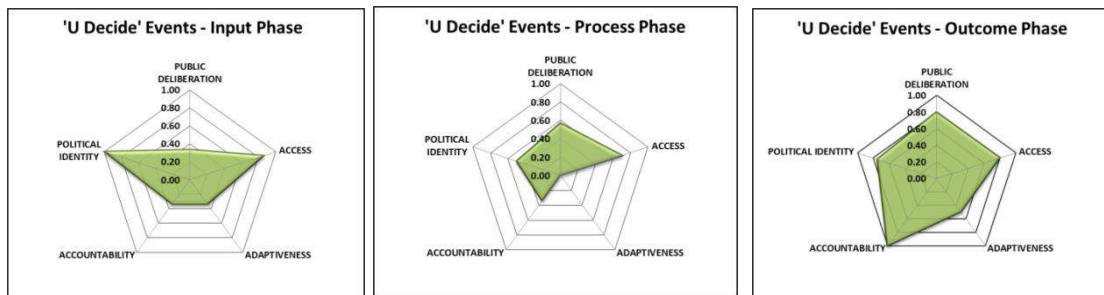 'U Decide' Events - Input Phase
PUBLIC
DELIBERATION
1.00
0.80
0.60
0.40
0.20
0.00
POLITICAL
IDENTITY
ACCESS
ACCOUNTABILITY
ADAPTIVENESS
'U Decide' Events - Process Phase
PUBLIC
DELIBERATION
1.00
0.80
0.60
0.40
0.20
0.00
POLITICAL
IDENTITY
ACCESS
ACCOUNTABILITY
ADAPTIVENESS
'U Decide' Events - Outcome Phase
PUBLIC
DELIBERATION
1.00
0.80
0.60
0.40
0.20
0.00
POLITICAL IDENTITY
ACCESS
ACCOUNTABILITY
ADAPTIVENESS